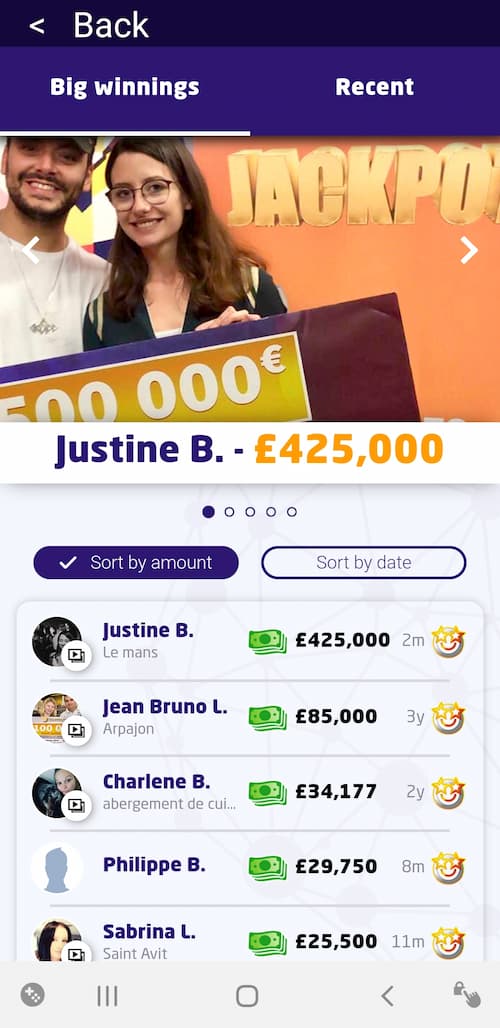 < Back
Big winnings
Recent
JACKPO
500 000€
Justine B. - £425,000
Sort by amount
Sort by date
Justine B.
£425,000
2m
Le mans
Jean Bruno L.
£85,000
3y
Arpajon
Charlene B.
£34,177
2y
abergement de cui...
Philippe B.
£29,750
8m
Sabrina L.
£25,500
11m
Saint Avit